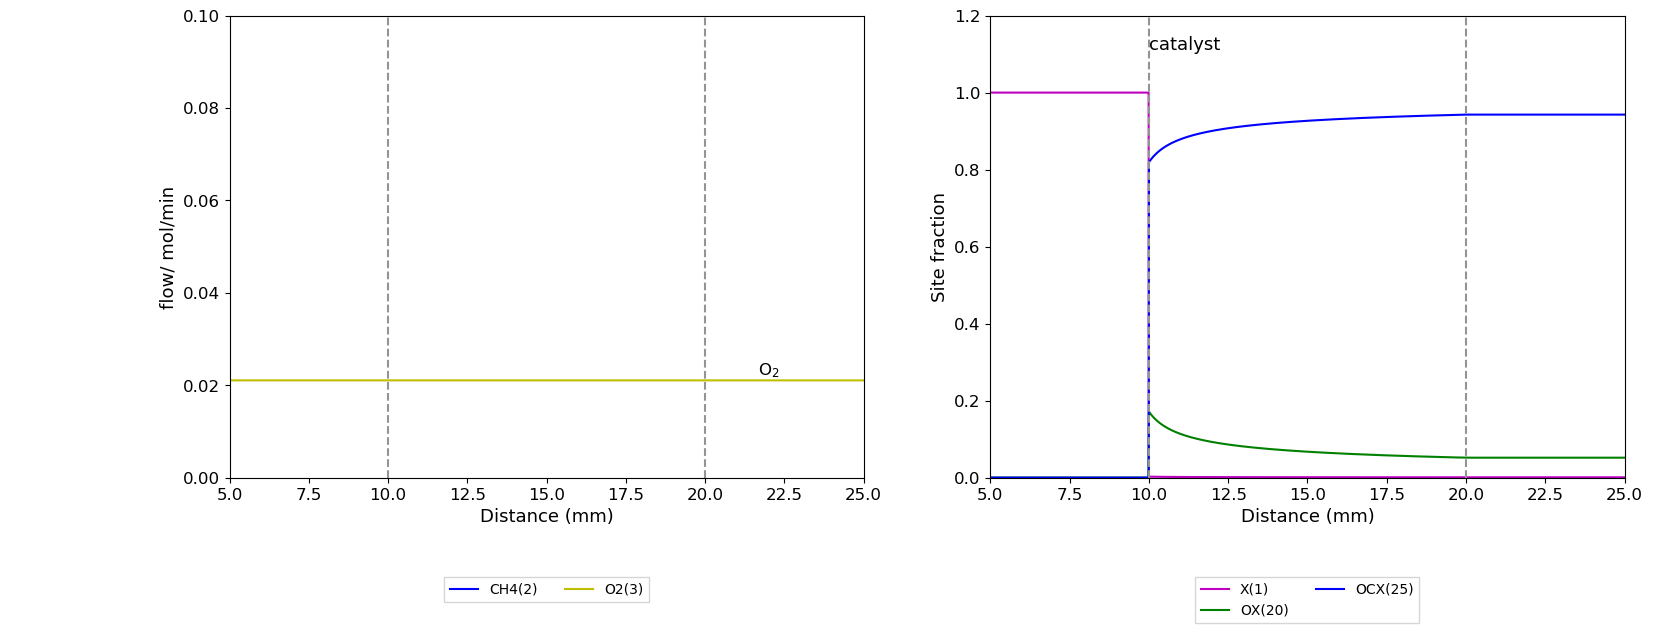 0.10
0.08
0.06
0.04
0.02
0.00
flow/ mol/min
O2
5.0 7.5 10.0 12.5 15.0 17.5 20.0 22.5 25.0
Distance (mm)
CH4(2) O2(3)
1.2
1.0
0.8
0.6
0.4
0.2
0.0
Site fraction
catalyst
5.0 7.5 10.0 12.5 15.0 17.5 20.0 22.5 25.0
Distance (mm)
X(1) OCX(25)
OX(20)